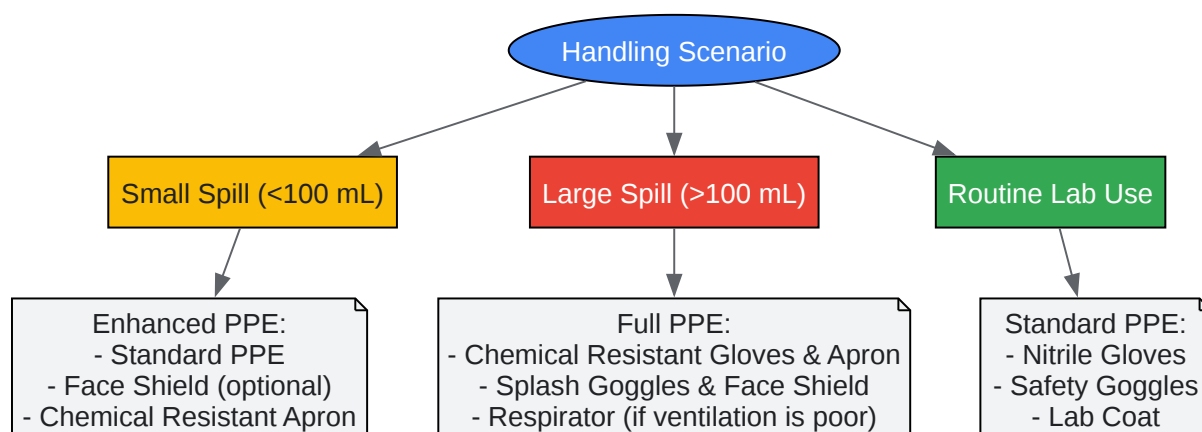 Handling Scenario
Small Spill (<100 mL)
Large Spill (>100 mL)
Routine Lab Use
Enhanced PPE:
- Standard PPE
- Face Shield (optional)
- Chemical Resistant Apron
Full PPE:
- Chemical Resistant Gloves & Apron
- Splash Goggles & Face Shield
- Respirator (if ventilation is poor)
Standard PPE:
- Nitrile Gloves
- Safety Goggles
- Lab Coat